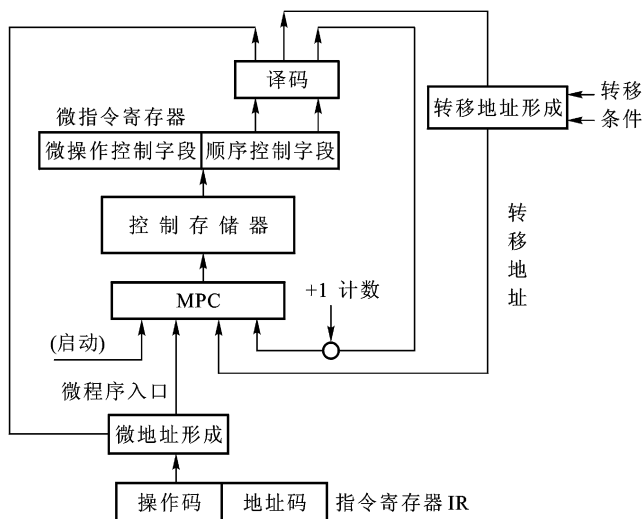 译码
转移地址形成
转移
条件
微指令寄存器
微操作控制字段
顺序控制字段
控制存储器
转移地址
MPC
+1 计数
(启动)
微程序入口
微地址形成
操作码
地址码
指令寄存器 IR